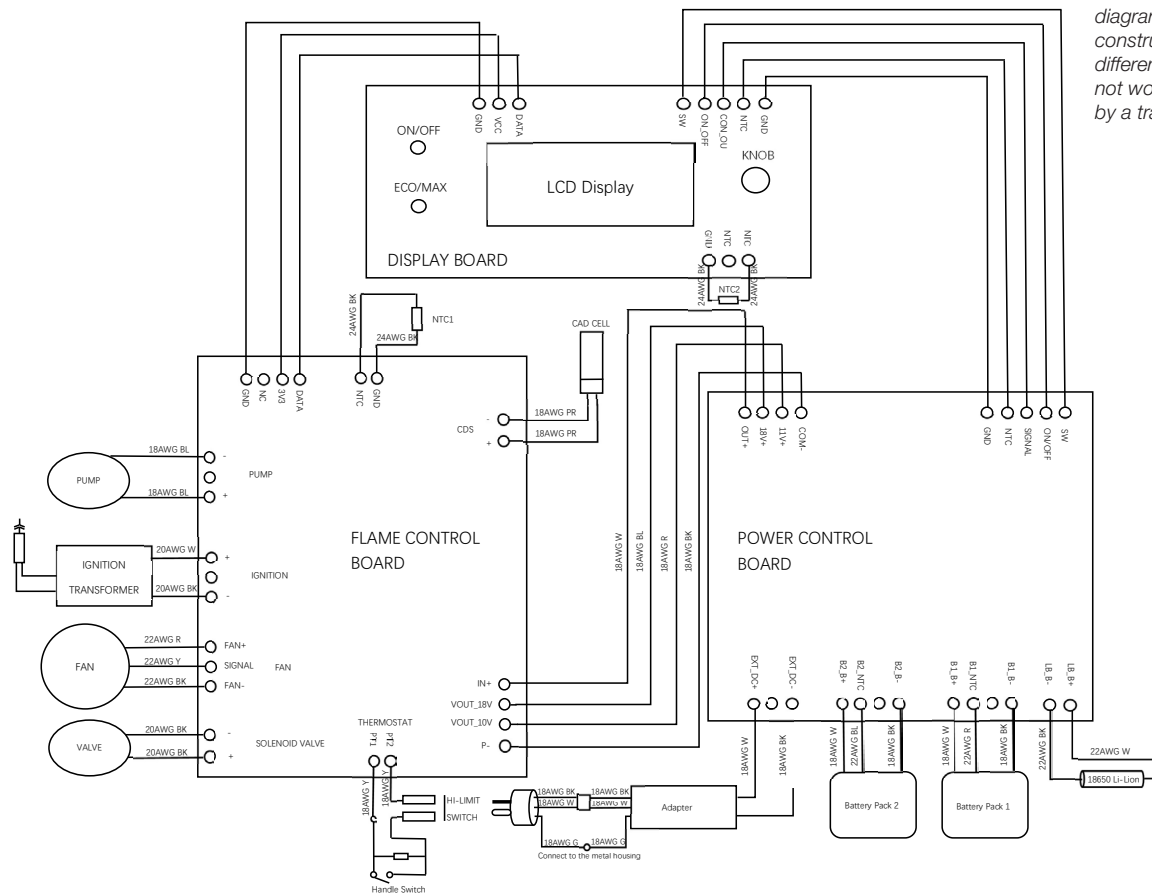 diagram
constru
differen
not wo
by a tra
GND
VCC
DATA
SW
ON_OFF
CON_OU
NTC
GND
ON/OFF
ECO/MAX
LCD Display
KNOB
DISPLAY BOARD
NTC
NTC
24AWG BK
NTC2
24AWG BK
24AWG BK
NTC1
24AWG BK
CAD CELL
GND
NC
3V3
DATA
NTC
GND
CDS
-
+
18AWG PR
18AWG PR
OUT+
18V+
11V+
COM-
GND
NTC
SIGNAL
ON/OFF
SW
18AWG BL
PUMP
18AWG BL
-
PUMP
+
FLAME CONTROL
BOARD
POWER CONTROL
BOARD
IGNITION
TRANSFORMER
20AWG W
20AWG BK
+
IGNITION
-
18AWG W
18AWG BL
18AWG R
18AWG BK
FAN
22AWG R
22AWG Y
22AWG BK
FAN+
SIGNAL
FAN
FAN-
IN+
VOUT_18V
VOUT_10V
P-
VALVE
20AWG BK
20AWG BK
-
SOLENOID VALVE
+
THERMOSTAT
PT1
PT2
18AWG Y
18AWG Y
HI-LIMIT
SWITCH
Handle Switch
EXT_DC+
EXT_DC-
B2_B+
B2_NTC
B2_B-
B1_B+
B1_NTC
B1_B-
LB_B-
LB_B+
18AWG W
18AWG BK
18AWG W
22AWG BL
18AWG BK
18AWG W
22AWG R
18AWG BK
22AWG BK
22AWG W
18650 Li-Lion
18AWG BK
18AWG BK
18AWG W
18AWG W
Adapter
18AWG G
18AWG G
Connect to the metal housing
Battery Pack 2
Battery Pack 1